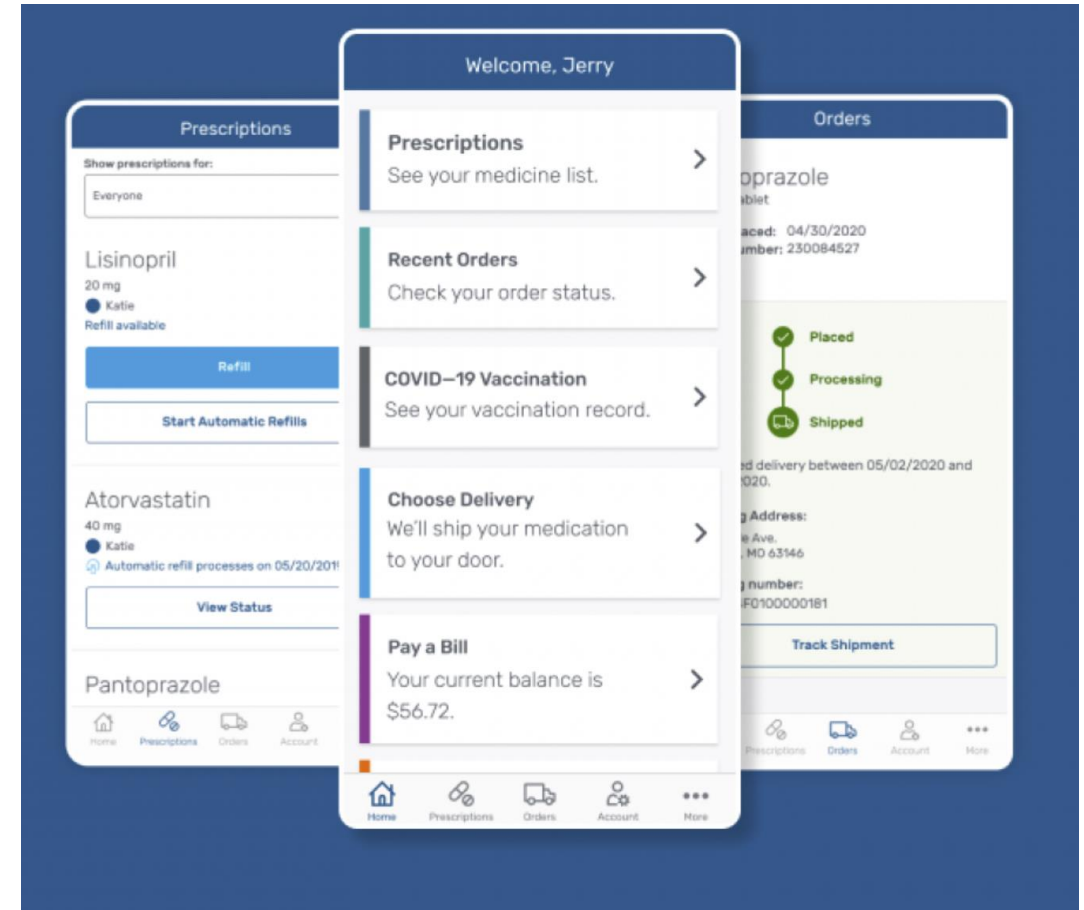 Prescriptions
Show prescriptions for:
Everyone
Lisinopril
20 mg
Katie
Refill available
Refill
Start Automatic Refills
Atorvastatin
40 mg
Katie
Automatic refill processes on
View Status
Pantoprazole
Home Prescriptions Orders Account
Welcome, Jerry
Prescriptions
See your medicine list.
Recent Orders
Check your order status.
COVID–19 Vaccination
See your vaccination record.
Choose Delivery
We'll ship your medication
to your door.
Pay a Bill
Your current balance is
$56.72.
Home Prescriptions Orders Account More
Orders
oprazole
ablet
aced: 04/30/2020
umber: 230084527
Placed
Processing
Shipped
ed delivery between 05/02/2020 and
020.
g Address:
e Ave.
, MO 63146
g number:
F0100000181
Track Shipment
Prescriptions Orders Account More